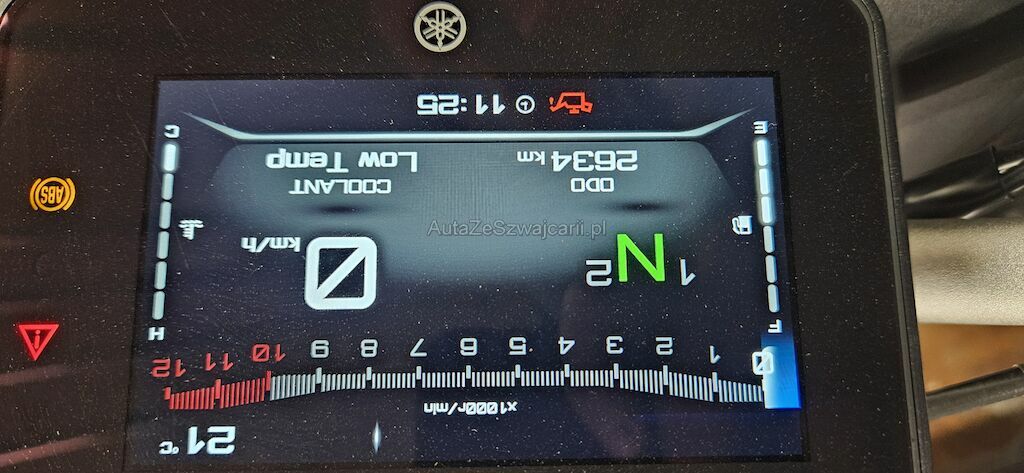 21 °C
x1000r/min
0 1 2 3 4 5 6 7 8 9 10 11 12
F H
1 N 2 0 km/h
AutaZeSzwajcarii.pl
ODO COOLANT
2634 km Low Temp
E C
11:25
ABS